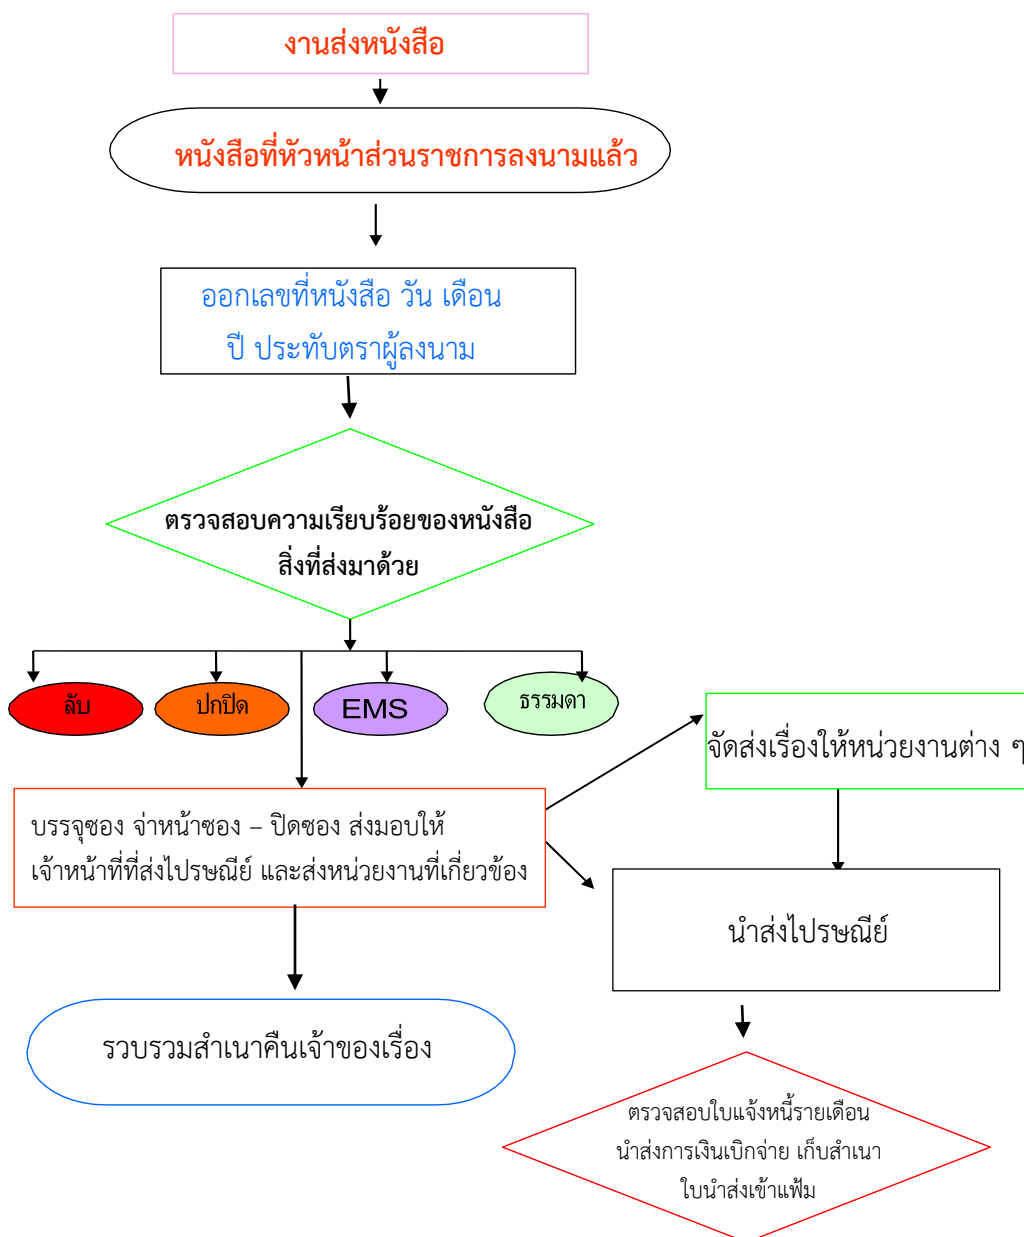 งานส่งหนังสือ
หนังสือที่หัวหน้าส่วนราชการลงนามแล้ว
ออกเลขที่หนังสือ วัน เดือน
ปี ประทับตราผู้ลงนาม
ตรวจสอบความเรียบร้อยของหนังสือ
สิ่งที่ส่งมาด้วย
ลับ
ปกปิด
EMS
ธรรมดา
จัดส่งเรื่องให้หน่วยงานต่าง ๆ
บรรจุซอง จ่าหน้าซอง – ปิดซอง ส่งมอบให้
เจ้าหน้าที่ที่ส่งไปรษณีย์ และส่งหน่วยงานที่เกี่ยวข้อง
นำส่งไปรษณีย์
รวบรวมสำเนาคืนเจ้าของเรื่อง
ตรวจสอบใบแจ้งหนี้รายเดือน
นำส่งการเงินเบิกจ่าย เก็บสำเนา
ใบนำส่งเข้าแฟ้ม